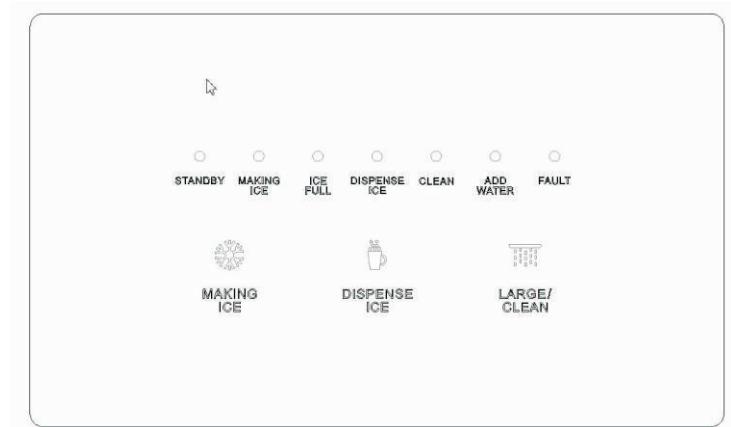 STANDBY MAKING ICE DISPENSE CLEAN ADD FAULT
ICE FULL ICE WATER
MAKING DISPENSE LARGE/
ICE ICE CLEAN